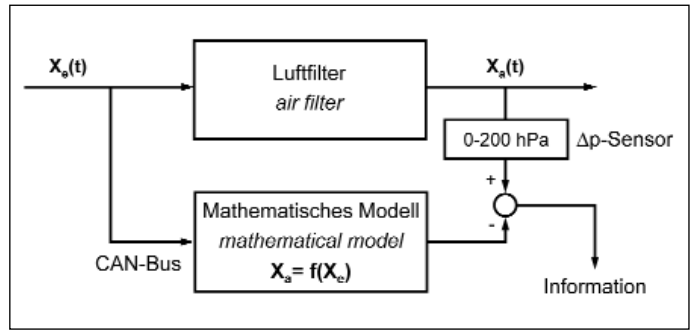 Xₑ(t)
Luftfilter
air filter
Xₐ(t)
0-200 hPa
Δp-Sensor
+
-
Mathematisches Modell
mathematical model
Xₐ= f(Xₑ)
CAN-Bus
Information